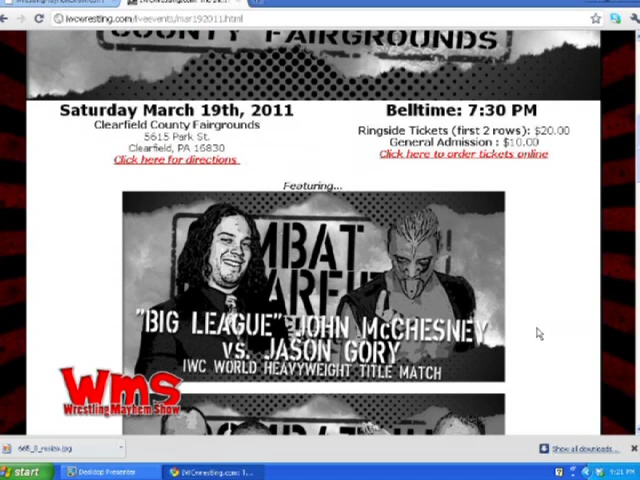 iwcwrestling.com/liveevents/mar192011.html
COUNTY FAIRGROUNDS
Saturday March 19th, 2011
Clearfield County Fairgrounds
5615 Park St.
Clearfield, PA 16830
Click here for directions
Belltime: 7:30 PM
Ringside Tickets (first 2 rows): $20.00
General Admission : $10.00
Click here to order tickets online
Featuring...
"BIG LEAGUE" JOHN McCHESNEY
vs. JASON GORY
IWC WORLD HEAVYWEIGHT TITLE MATCH
Wms
Wrestling Mayhem Show
Show all downloads...
start
Desktop Presenter
9:21 PM